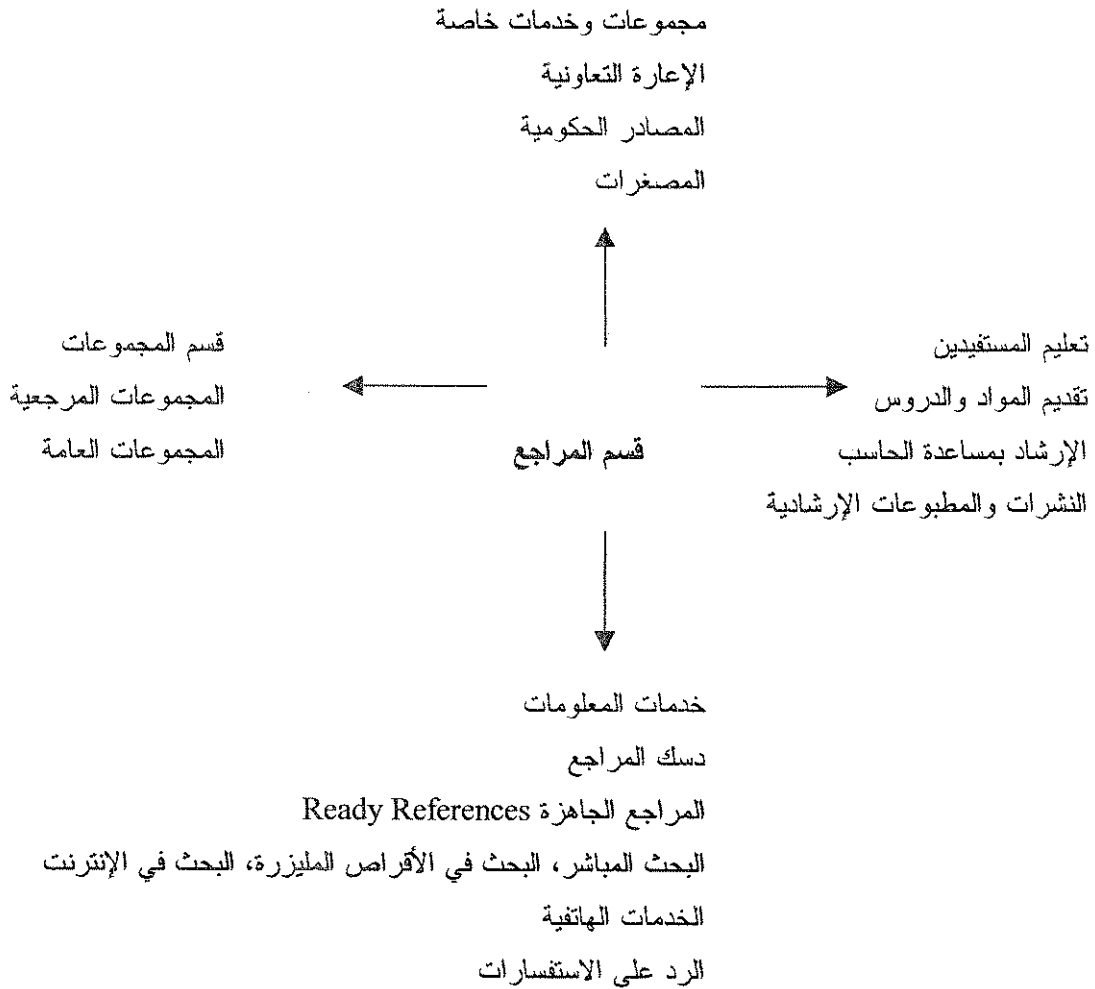 مجموعات وخدمات خاصة
الإعارة التعاونية
المصادر الحكومية
المصغرات
تعليم المستفيدين
تقديم المواد والدروس
الإرشاد بمساعدة الحاسب
النشرات والمطبوعات الإرشادية
قسم المراجع
قسم المجموعات
المجموعات المرجعية
المجموعات العامة
خدمات المعلومات
دسك المراجع
المراجع الجاهزة Ready References
البحث المباشر، البحث في الأقراص المليزرة، البحث في الإنترنت
الخدمات الهاتفية
الرد على الاستفسارات